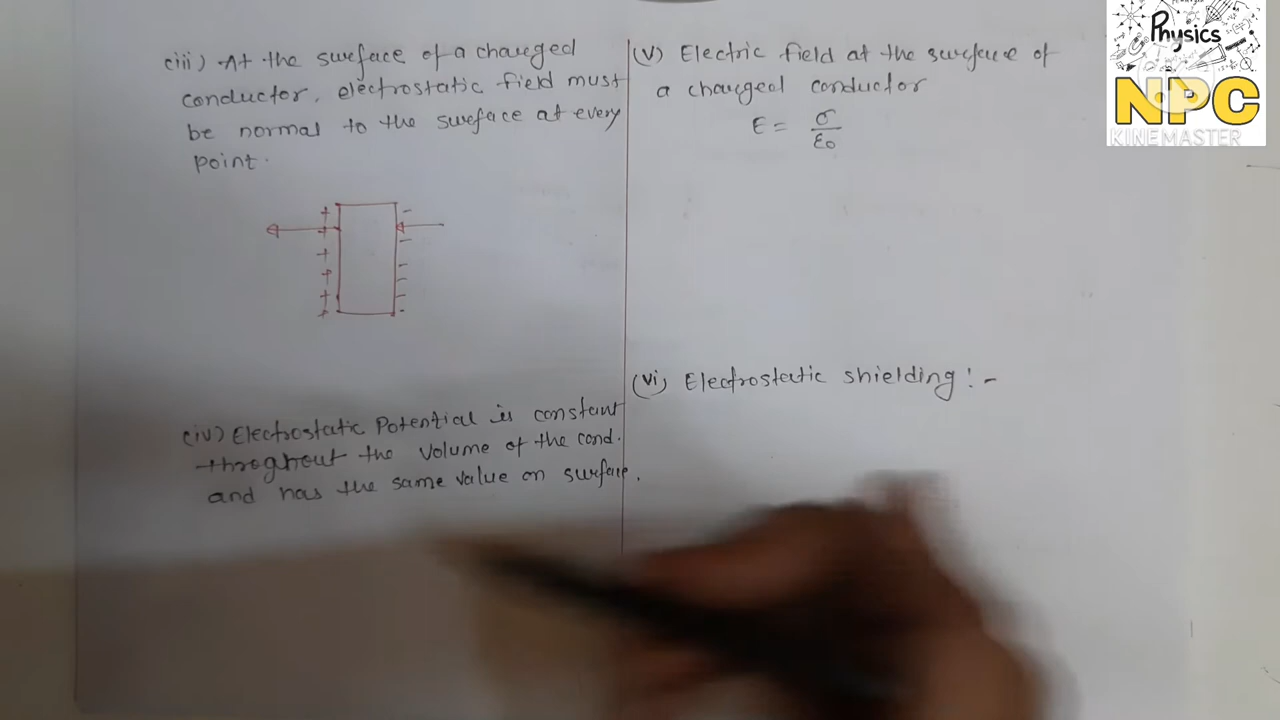 (iii) At the surface of a charged
conductor, electrostatic field must
be normal to the surface at every
point.
+ -
+ -
+ -
+ -
+ -
+ -
(iv) Electrostatic Potential is constant
throghout the volume of the cond.
and has the same value on surface.
(v) Electric field at the surface of
a charged conductor
E = σ/ε0
(vi) Electrostatic shielding :-
Physics
NPC
KINEMASTER